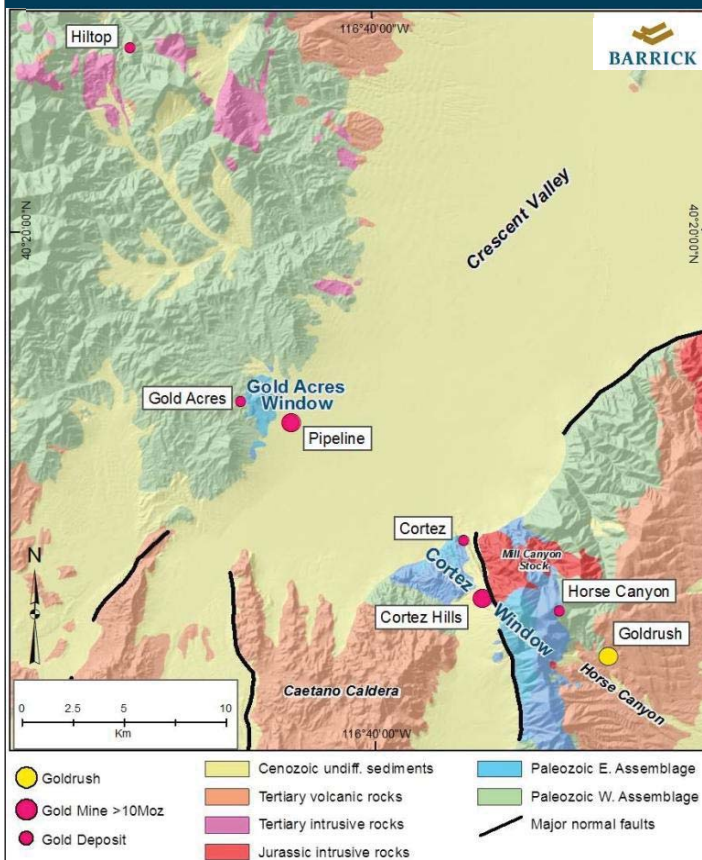 116°40'00"W
BARRICK
Hiltop
Crescent Valley
40°20'00"N
40°20'00"N
Gold Acres
Gold Acres
Window
Pipeline
Cortez
Mill Canyon
Stock
Cortez
Window
Horse Canyon
Cortez Hills
Goldrush
Horse Canyon
N
Caetano Caldera
0 2.5 5 10
Km
116°40'00"W
Goldrush
Gold Mine >10Moz
Gold Deposit
Cenozoic undiff. sediments
Tertiary volcanic rocks
Tertiary intrusive rocks
Jurassic intrusive rocks
Paleozoic E. Assemblage
Paleozoic W. Assemblage
Major normal faults